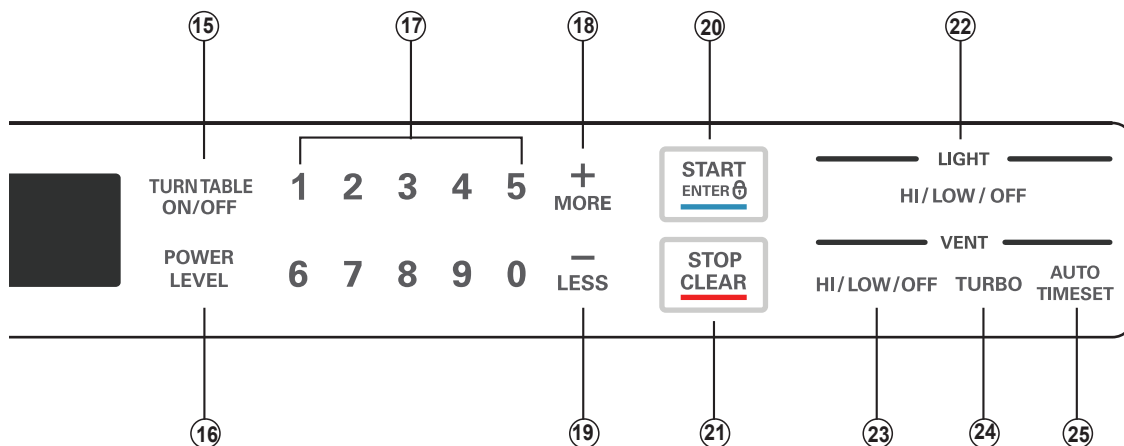 15 17 18 20 22
TURNTABLE
ON/OFF
1 2 3 4 5
+
MORE
START
ENTER
LIGHT
HI/LOW/OFF
POWER
LEVEL
6 7 8 9 0
−
LESS
STOP
CLEAR
VENT
HI/LOW/OFF TURBO AUTO
TIMESET
16 19 21 23 24 25